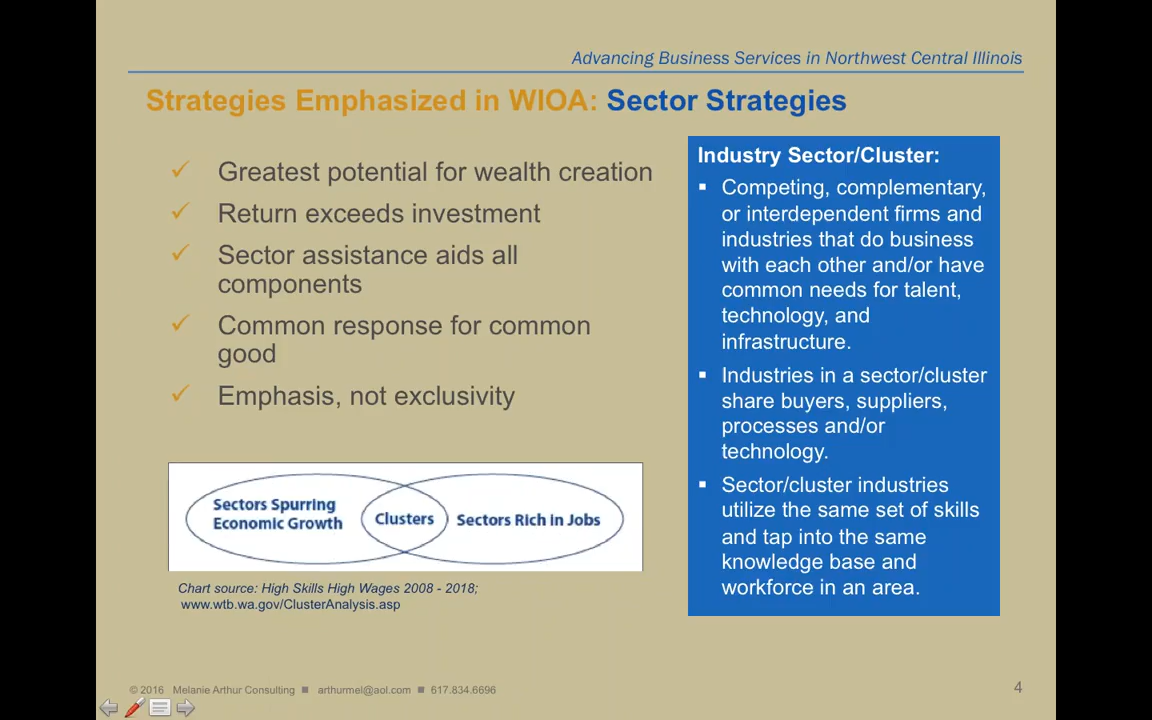 Advancing Business Services in Northwest Central Illinois
Strategies Emphasized in WIOA: Sector Strategies
Greatest potential for wealth creation
Return exceeds investment
Sector assistance aids all
components
Common response for common
good
Emphasis, not exclusivity
Sectors Spurring
Economic Growth
Clusters
Sectors Rich in Jobs
Chart source: High Skills High Wages 2008 - 2018;
www.wtb.wa.gov/ClusterAnalysis.asp
Industry Sector/Cluster:
Competing, complementary,
or interdependent firms and
industries that do business
with each other and/or have
common needs for talent,
technology, and
infrastructure.
Industries in a sector/cluster
share buyers, suppliers,
processes and/or
technology.
Sector/cluster industries
utilize the same set of skills
and tap into the same
knowledge base and
workforce in an area.
© 2016 Melanie Arthur Consulting ■ arthurmel@aol.com ■ 617.834.6696
4